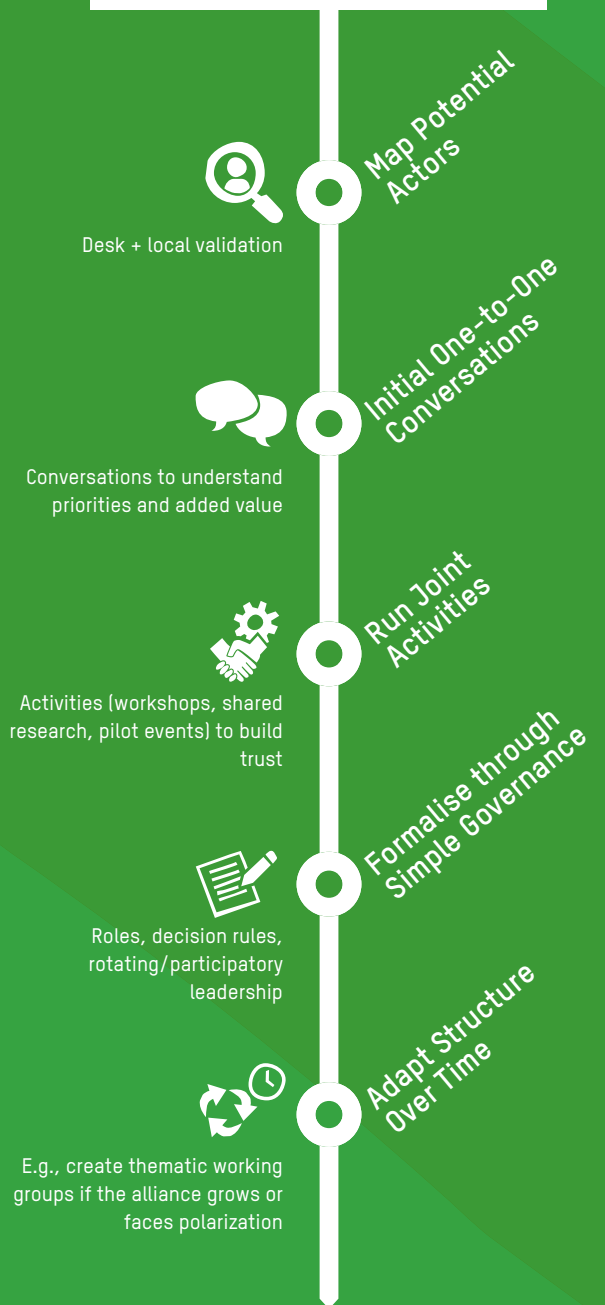 Map Potential
Actors
Desk + local validation
Initial One-to-One
Conversations
Conversations to understand
priorities and added value
Run Joint
Activities
Activities (workshops, shared
research, pilot events) to build
trust
Formalise through
Simple Governance
Roles, decision rules,
rotating/participatory
leadership
Adapt Structure
Over Time
E.g., create thematic working
groups if the alliance grows or
faces polarization